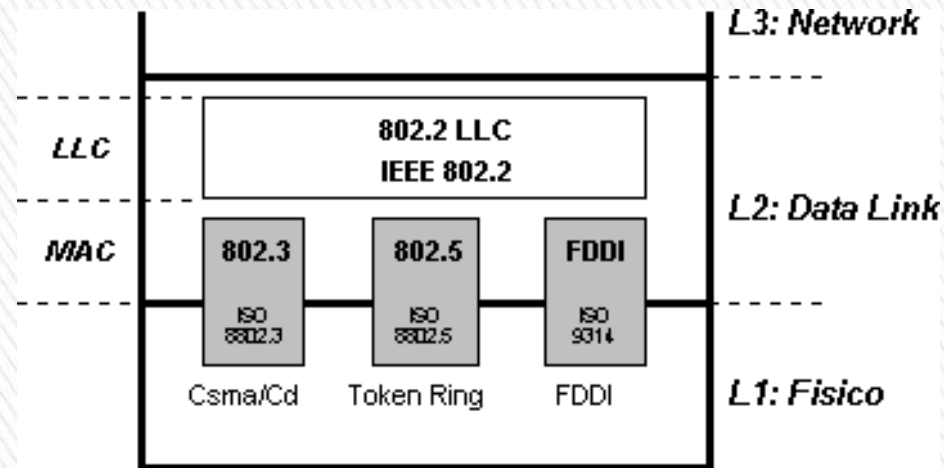 L3: Network
802.2 LLC
IEEE 802.2
LLC
L2: Data Link
MAC
802.3
802.5
FDDI
ISO
8802.3
ISO
8802.5
ISO
9314
Csma/Cd
Token Ring
FDDI
L1: Fisico